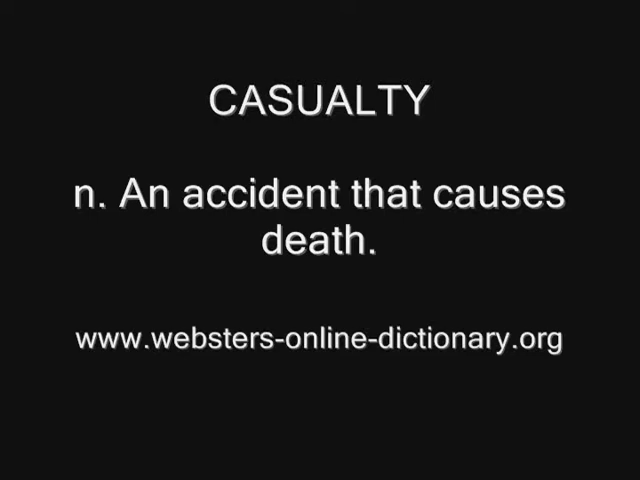 CASUALTY
n. An accident that causes
death.
www.websters-online-dictionary.org